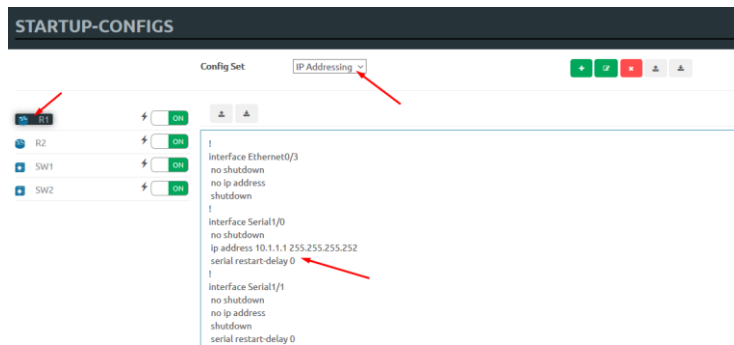 STARTUP-CONFIGS
Config Set
IP Addressing
R1
ON
R2
ON
SW1
ON
SW2
ON
!
interface Ethernet0/3
no shutdown
no ip address
shutdown
!
interface Serial1/0
no shutdown
ip address 10.1.1.1 255.255.255.252
serial restart-delay 0
!
interface Serial1/1
no shutdown
no ip address
shutdown
serial restart-delay 0